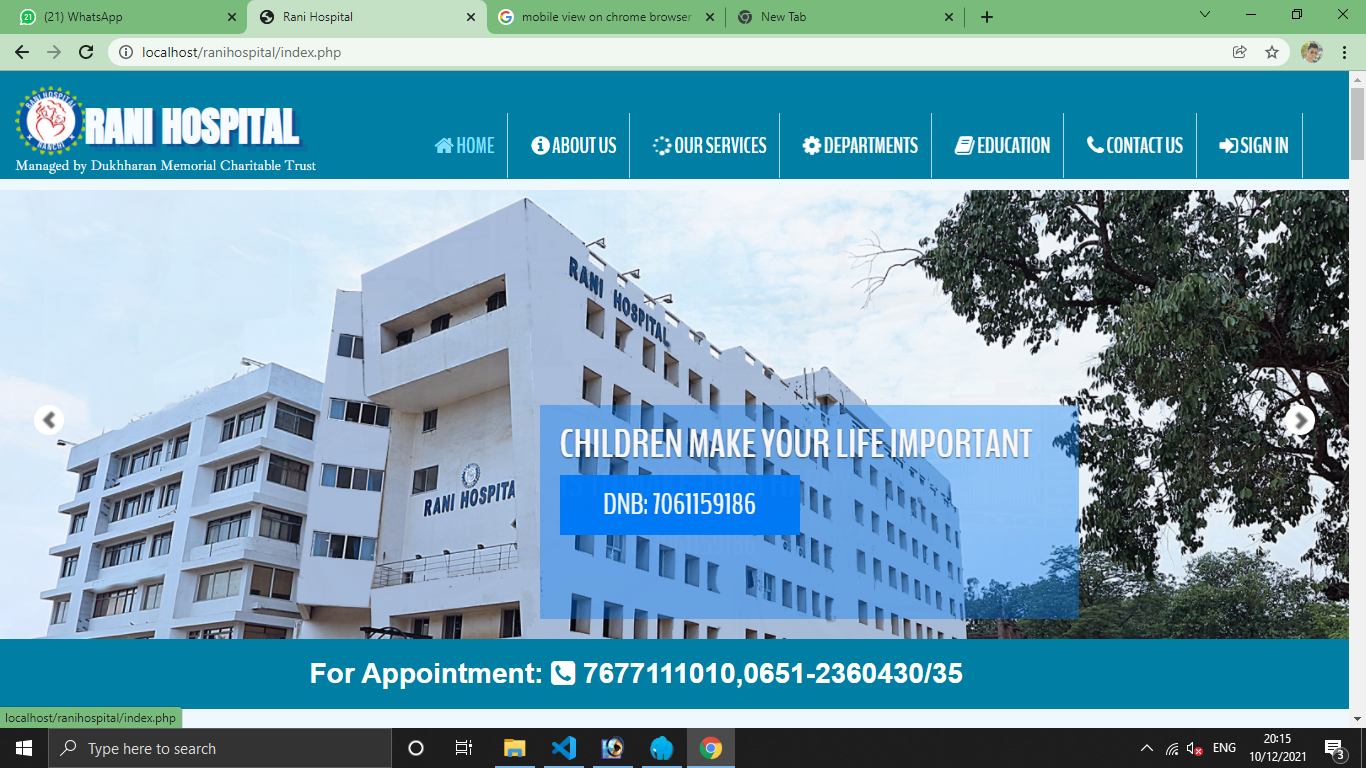 (21) WhatsApp
Rani Hospital
mobile view on chrome browser
New Tab
localhost/ranihospital/index.php
RANI HOSPITAL
RANCHI
RANI HOSPITAL
Managed by Dukhharan Memorial Charitable Trust
HOME
ABOUT US
OUR SERVICES
DEPARTMENTS
EDUCATION
CONTACT US
SIGN IN
RANI HOSPITAL
RANI HOSPITA
CHILDREN MAKE YOUR LIFE IMPORTANT
DNB: 7061159186
For Appointment: 7677111010,0651-2360430/35
localhost/ranihospital/index.php
Type here to search
ENG
20:15
10/12/2021
3